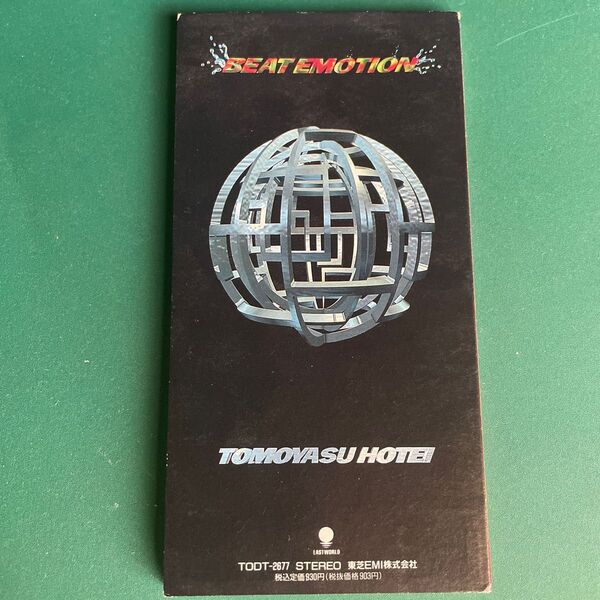 BEAT EMOTION
TOMOYASU HOTEI
EASTWORLD
TODT-2677 STEREO 東芝EMI株式会社
税込定価930円(税抜価格903円)